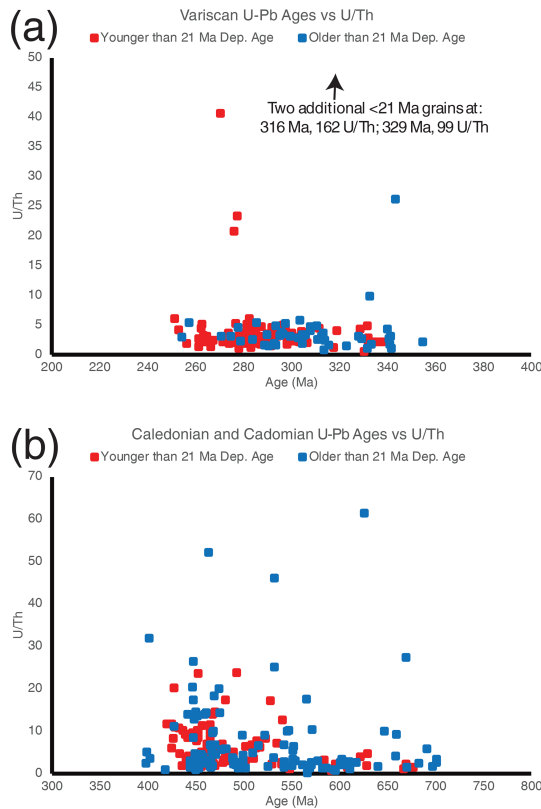 (a)
Variscan U-Pb Ages vs U/Th
Younger than 21 Ma Dep. Age Older than 21 Ma Dep. Age
50
45
40
35
30
25
20
15
10
5
0
U/Th
Two additional <21 Ma grains at:
316 Ma, 162 U/Th; 329 Ma, 99 U/Th
200 220 240 260 280 300 320 340 360 380 400
Age (Ma)
(b)
Caledonian and Cadomian U-Pb Ages vs U/Th
Younger than 21 Ma Dep. Age Older than 21 Ma Dep. Age
70
60
50
40
30
20
10
0
U/Th
300 350 400 450 500 550 600 650 700 750 800
Age (Ma)